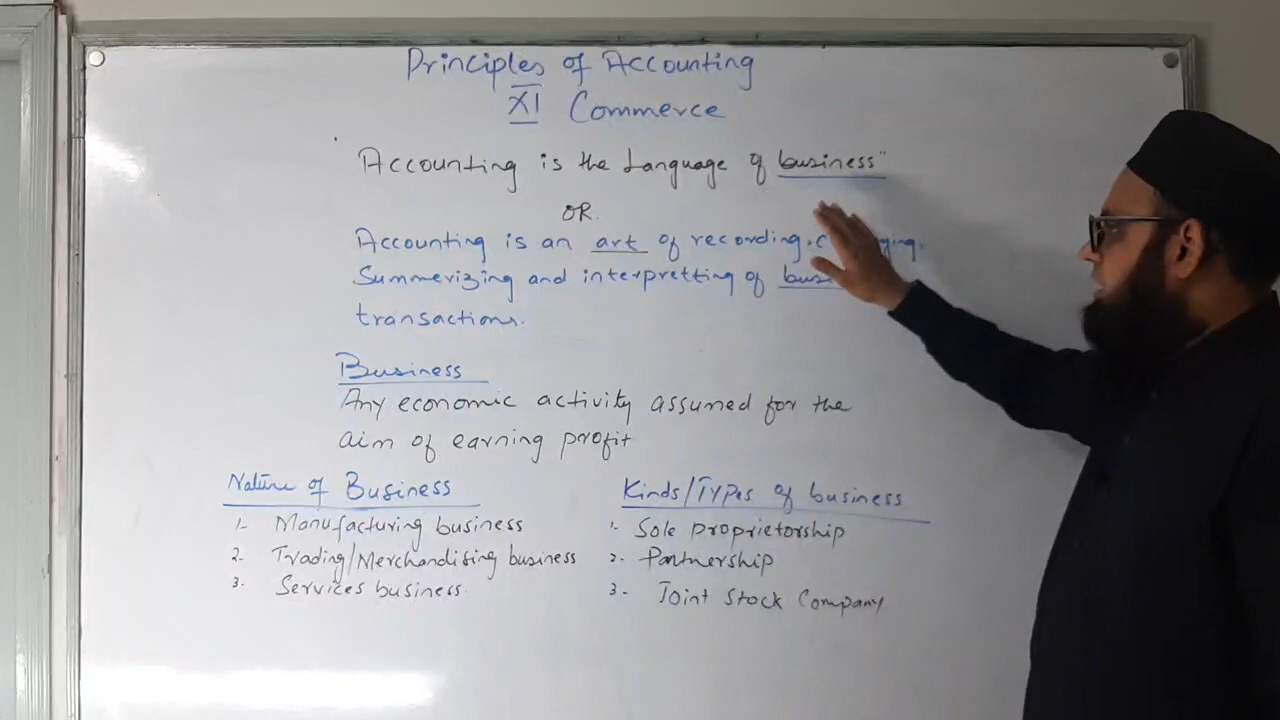 Principles of Accounting
XI Commerce
Accounting is the Language of business"
OR.
Accounting is an art of recording,
Summerizing and interpretting of
transactions.
Business
Any economic activity assumed for the
aim of earning profit
Nature of Business
1- Manufacturing business
2- Trading/Merchandising business
3- Services business.
Kinds/Types of business
1- Sole proprietorship
2- Partnership
3- Joint Stock Company